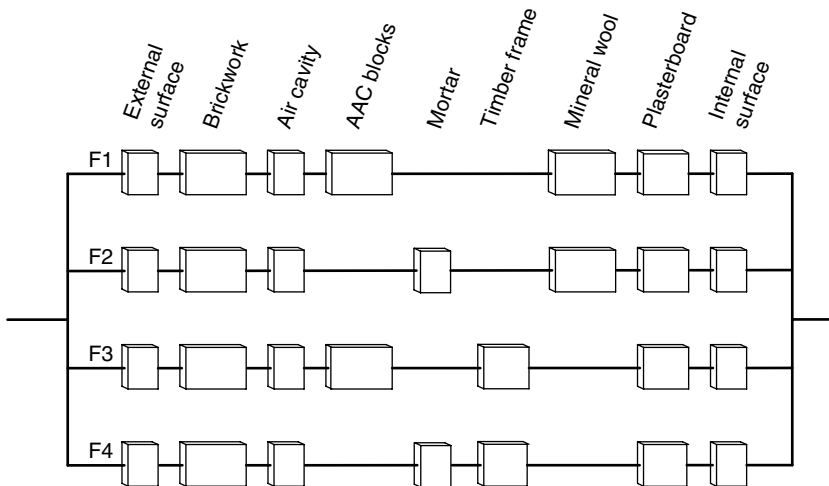 External
surface
Brickwork
Air cavity
AAC blocks
Mortar
Timber frame
Mineral wool
Plasterboard
Internal
surface
F1
F2
F3
F4